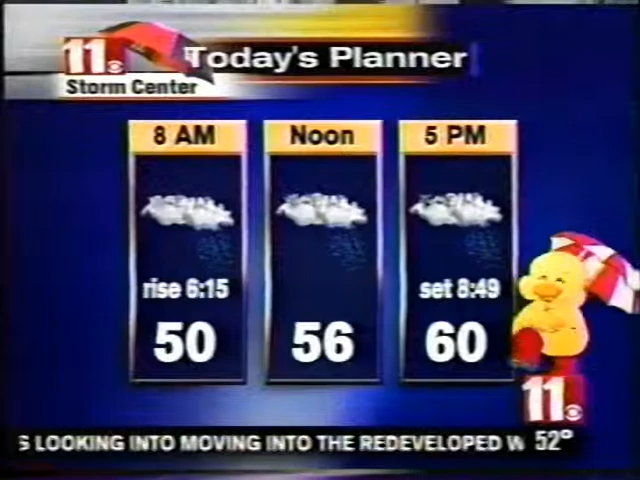 11
Today's Planner
Storm Center
8 AM
Noon
5 PM
rise 6:15
set 8:49
50
56
60
11
S LOOKING INTO MOVING INTO THE REDEVELOPED W
52°